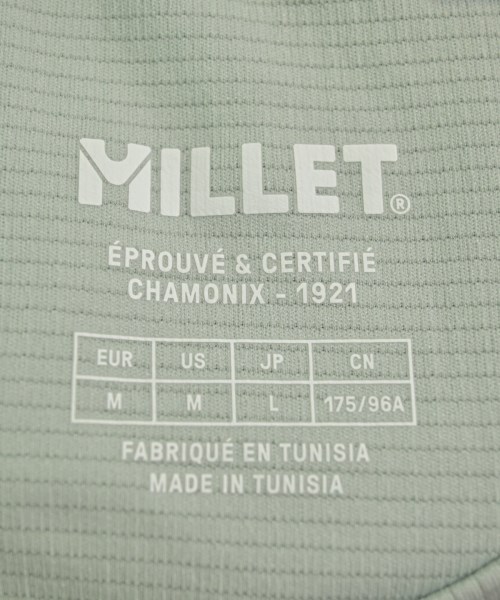 MILLET®
ÉPROUVÉ & CERTIFIÉ
CHAMONIX - 1921
EUR US JP CN
M M L 175/96A
FABRIQUÉ EN TUNISIA
MADE IN TUNISIA